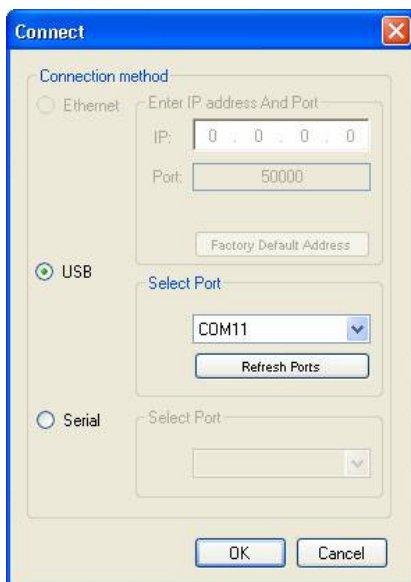 Connect
Connection method
Ethernet
Enter IP address And Port
IP: 0 . 0 . 0 . 0
Port: 50000
Factory Default Address
USB
Select Port
COM11
Refresh Ports
Serial
Select Port
OK Cancel